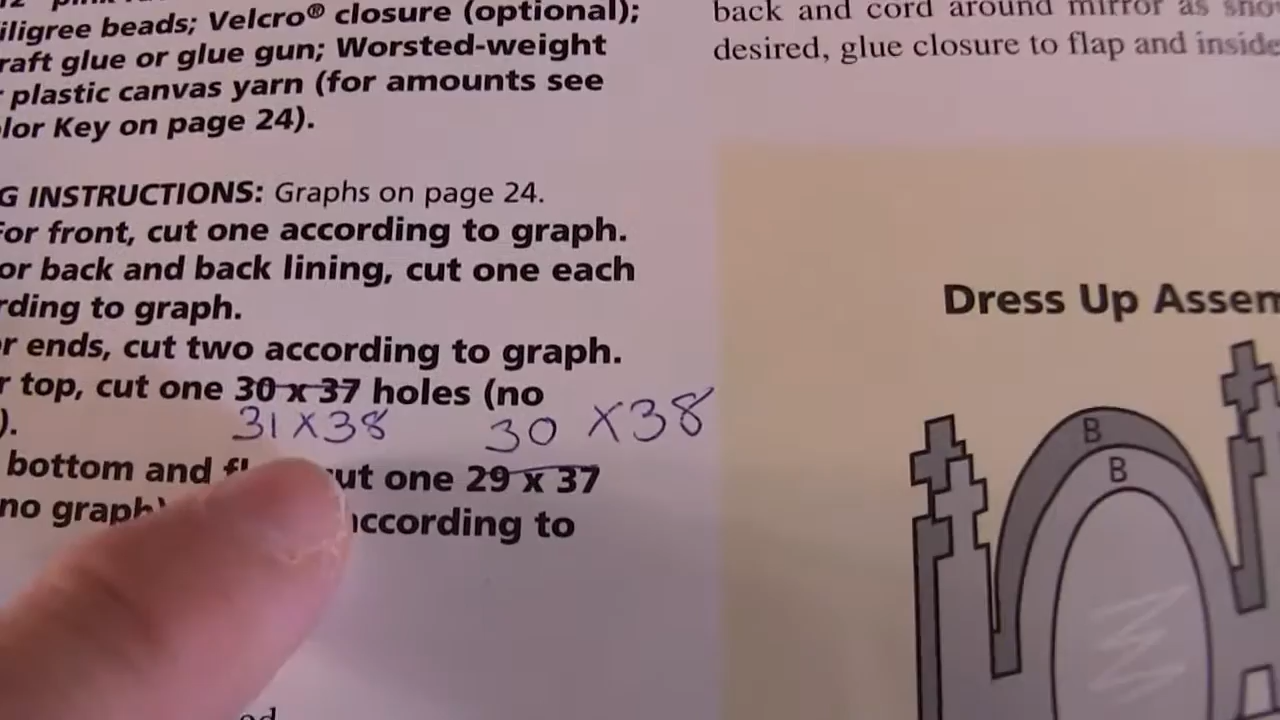 pink
iligree beads; Velcro® closure (optional);
raft glue or glue gun; Worsted-weight
plastic canvas yarn (for amounts see
lor Key on page 24).
G INSTRUCTIONS: Graphs on page 24.
For front, cut one according to graph.
or back and back lining, cut one each
rding to graph.
r ends, cut two according to graph.
r top, cut one 30 x 37 holes (no
).
31 X 38 30 X 38
bottom and fl ut one 29 x 37
no graph) according to
back and cord around mirror as sho
desired, glue closure to flap and inside
Dress Up Assem
B
B